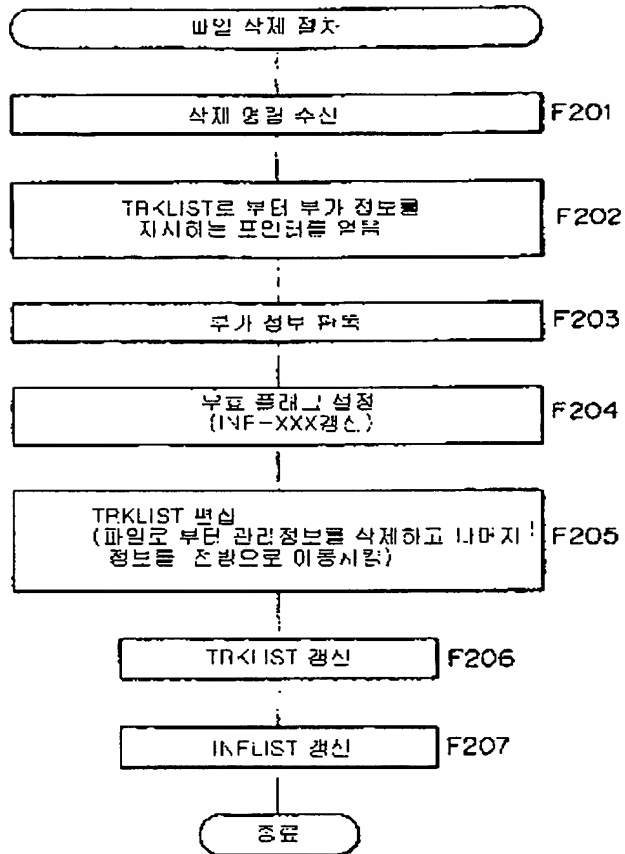 파일 삭제 절차
삭제 명령 수신
F201
TRKLIST로 부터 부가 정보를
지시하는 포인터를 얻음
F202
부가 정보 판독
F203
무효 플래그 설정
(INF-XXX갱신)
F204
TRKLIST 편집
(파일로 부터 관리정보를 삭제하고 나머지
정보를 전방으로 이동시킴)
F205
TRKLIST 갱신
F206
INFLIST 갱신
F207
종료